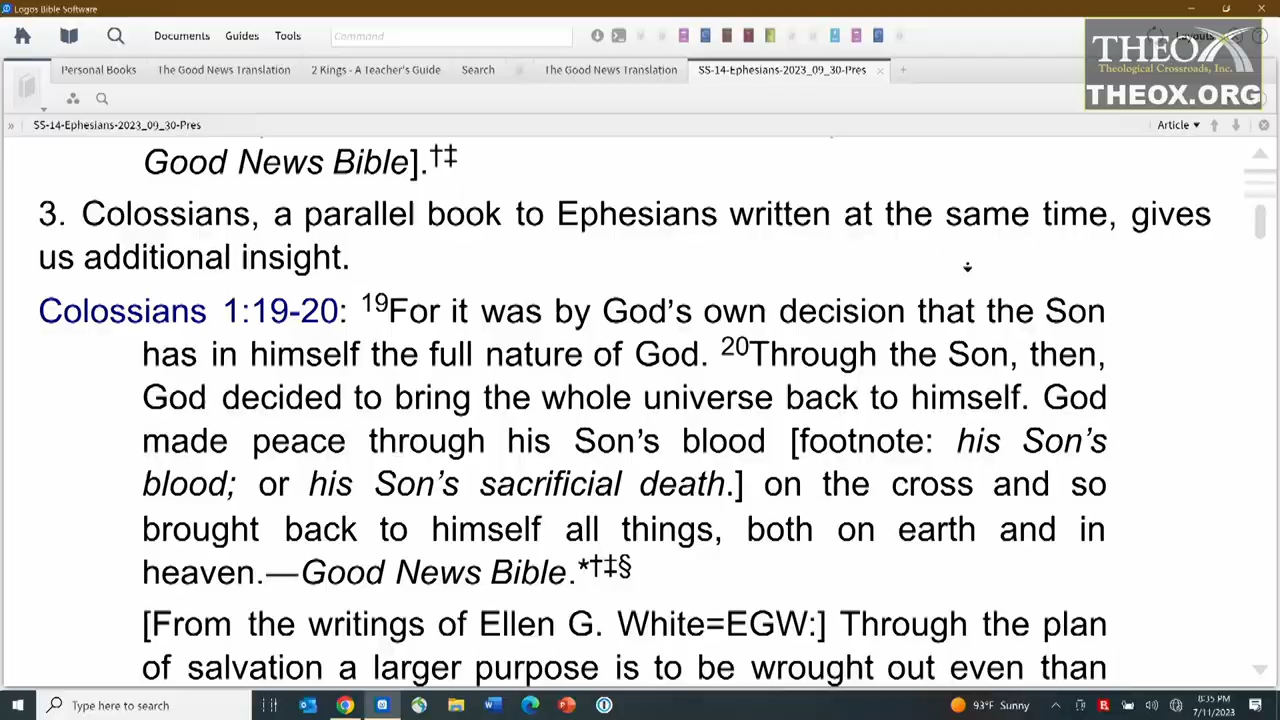 Logos Bible Software
Documents Guides Tools Command
THEOX
Theological Crossroads, Inc.
THEOX.ORG
Personal Books The Good News Translation 2 Kings - A Teacher's Guide The Good News Translation SS-14-Ephesians-2023_09_30-Pres
SS-14-Ephesians-2023_09_30-Pres Article
Good News Bible].†‡
3. Colossians, a parallel book to Ephesians written at the same time, gives
us additional insight.
Colossians 1:19-20: 19For it was by God's own decision that the Son
has in himself the full nature of God. 20Through the Son, then,
God decided to bring the whole universe back to himself. God
made peace through his Son's blood [footnote: his Son's
blood; or his Son's sacrificial death.] on the cross and so
brought back to himself all things, both on earth and in
heaven.—Good News Bible.*†‡§
[From the writings of Ellen G. White=EGW:] Through the plan
of salvation a larger purpose is to be wrought out even than
Type here to search 93°F Sunny 8:35 PM
7/11/2023